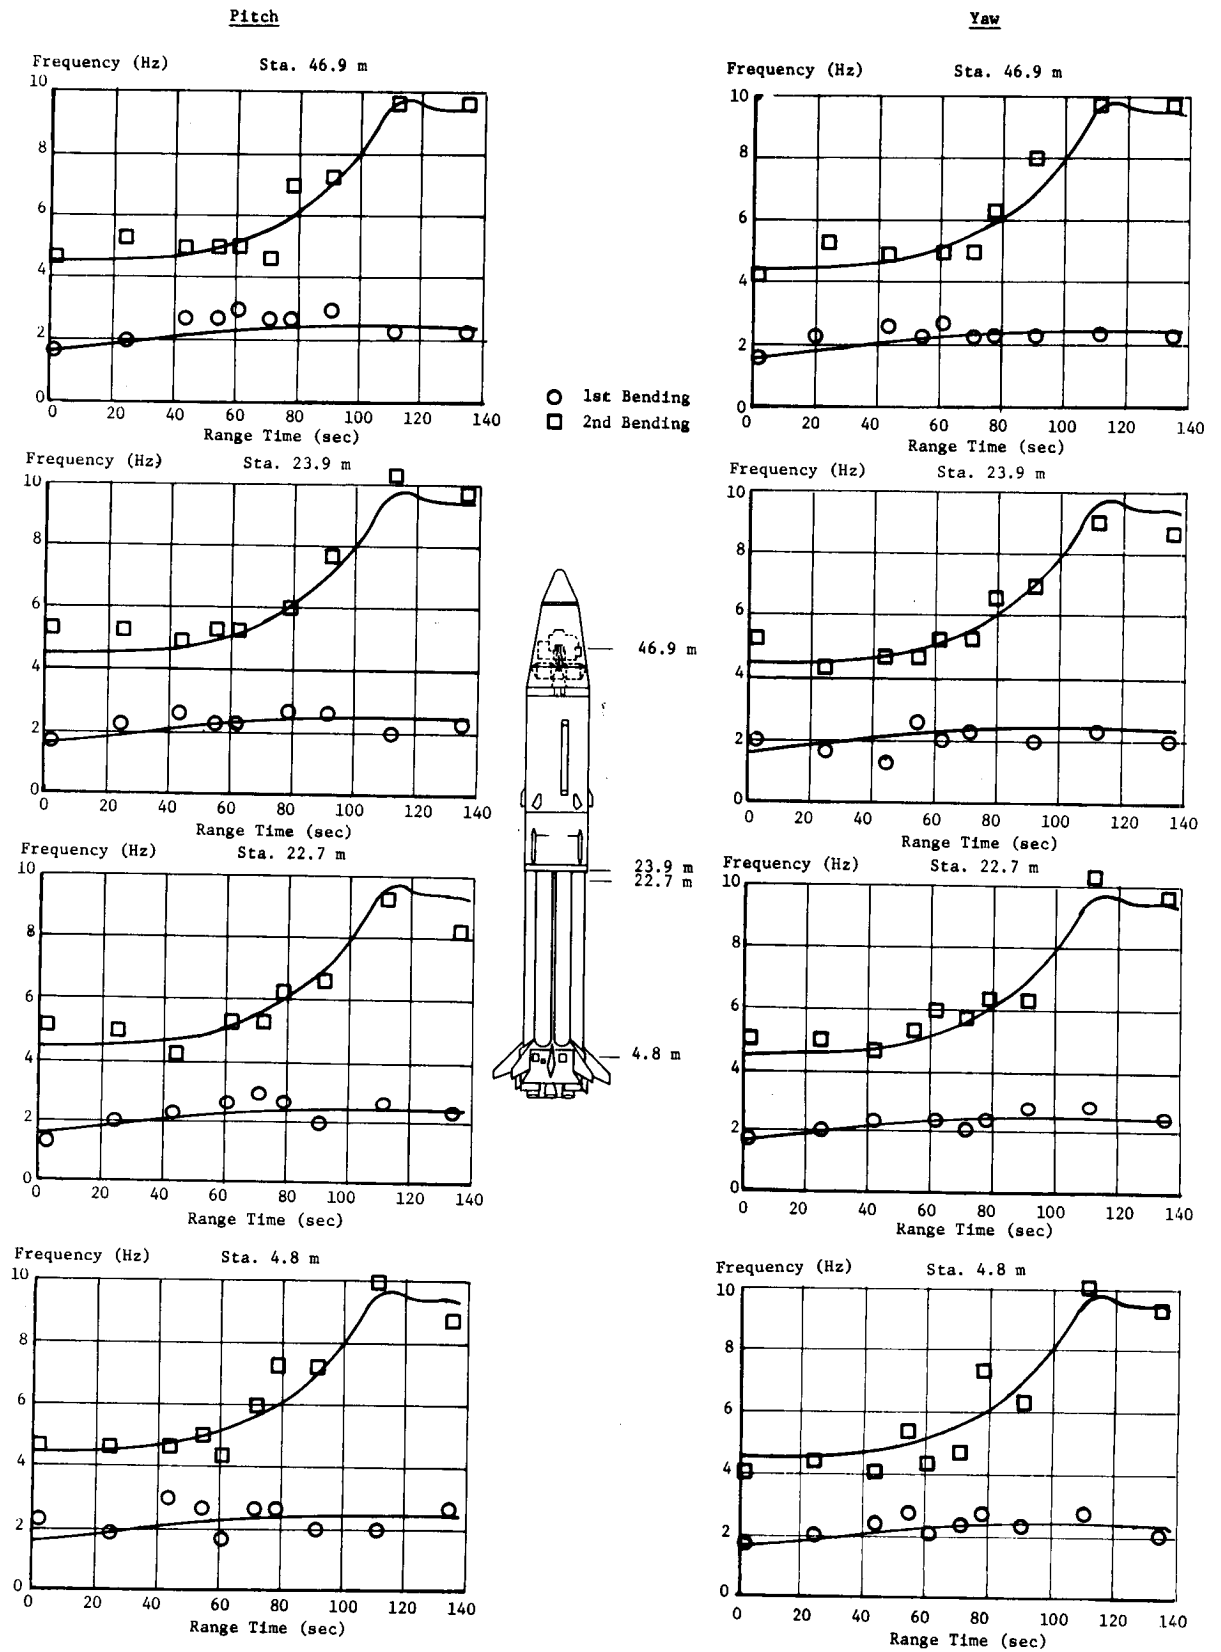 Pitch
Yaw
Frequency (Hz) Sta. 46.9 m
10
8
6
4
2
0
0 20 40 60 80 100 120 140
Range Time (sec)
Frequency (Hz) Sta. 46.9 m
10
8
6
4
2
0
0 20 40 60 80 100 120 140
Range Time (sec)
1st Bending
2nd Bending
Frequency (Hz) Sta. 23.9 m
10
8
6
4
2
0
0 20 40 60 80 100 120 140
Range Time (sec)
Frequency (Hz) Sta. 23.9 m
10
8
6
4
2
0
0 20 40 60 80 100 120 140
Range Time (sec)
46.9 m
23.9 m
22.7 m
4.8 m
Frequency (Hz) Sta. 22.7 m
10
8
6
4
2
0
0 20 40 60 80 100 120 140
Range Time (sec)
Frequency (Hz) Sta. 22.7 m
10
8
6
4
2
0
0 20 40 60 80 100 120 140
Range Time (sec)
Frequency (Hz) Sta. 4.8 m
10
8
6
4
2
0
0 20 40 60 80 100 120 140
Range Time (sec)
Frequency (Hz) Sta. 4.8 m
10
8
6
4
2
0
0 20 40 60 80 100 120 140
Range Time (sec)